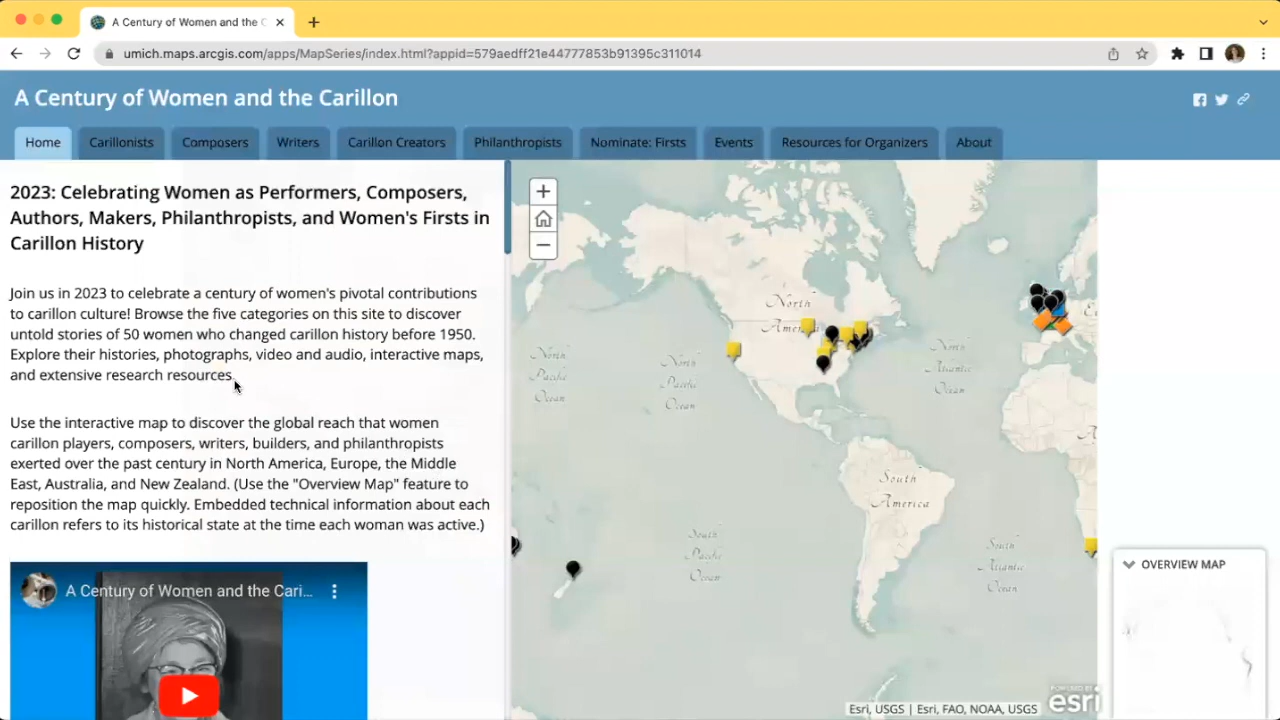 A Century of Women and the C
umich.maps.arcgis.com/apps/MapSeries/index.html?appid=579aedff21e44777853b91395c311014
A Century of Women and the Carillon
Home
Carillonists
Composers
Writers
Carillon Creators
Philanthropists
Nominate: Firsts
Events
Resources for Organizers
About
2023: Celebrating Women as Performers, Composers,
Authors, Makers, Philanthropists, and Women's Firsts in
Carillon History
Join us in 2023 to celebrate a century of women's pivotal contributions
to carillon culture! Browse the five categories on this site to discover
untold stories of 50 women who changed carillon history before 1950.
Explore their histories, photographs, video and audio, interactive maps,
and extensive research resources.
Use the interactive map to discover the global reach that women
carillon players, composers, writers, builders, and philanthropists
exerted over the past century in North America, Europe, the Middle
East, Australia, and New Zealand. (Use the "Overview Map" feature to
reposition the map quickly. Embedded technical information about each
carillon refers to its historical state at the time each woman was active.)
A Century of Women and the Cari...
North
America
North
Pacific
Ocean
North
Pacific
Ocean
North
Atlantic
Ocean
South
America
South
Pacific
Ocean
South
Atlantic
Ocean
OVERVIEW MAP
Esri, USGS | Esri, FAO, NOAA, USGS
POWERED BY
esri